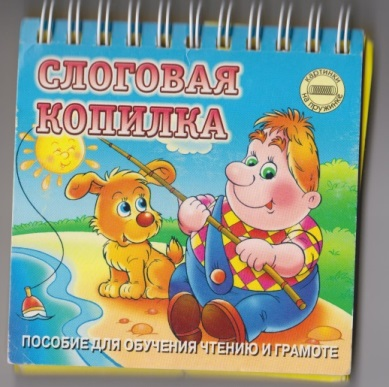 СЛОГОВАЯ
КОПИЛКА
картинки
на пружинке
ПОСОБИЕ ДЛЯ ОБУЧЕНИЯ ЧТЕНИЮ И ГРАМОТЕ